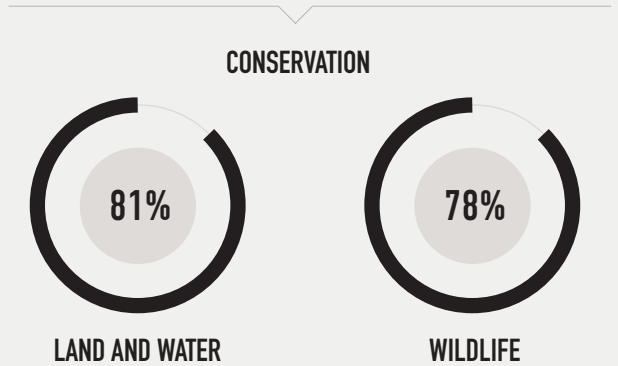 CONSERVATION
81%
78%
LAND AND WATER
WILDLIFE